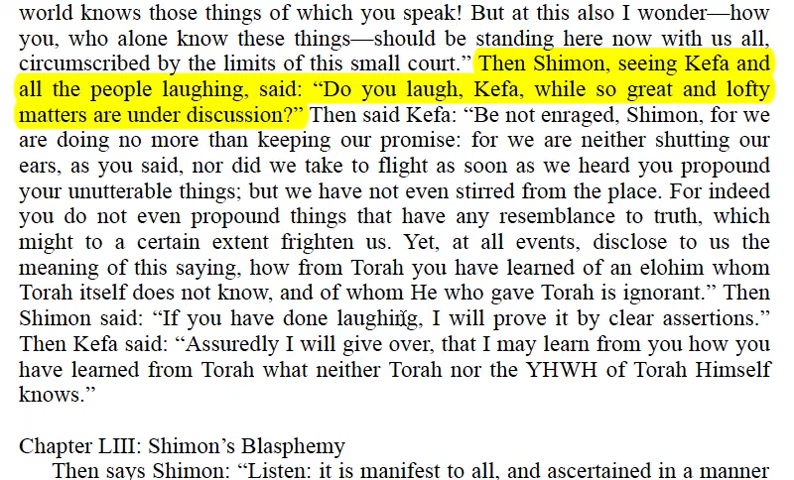 world knows those things of which you speak! But at this also I wonder—how
you, who alone know these things—should be standing here now with us all,
circumscribed by the limits of this small court.” Then Shimon, seeing Kefa and
all the people laughing, said: “Do you laugh, Kefa, while so great and lofty
matters are under discussion?” Then said Kefa: “Be not enraged, Shimon, for we
are doing no more than keeping our promise: for we are neither shutting our
ears, as you said, nor did we take to flight as soon as we heard you propound
your unutterable things; but we have not even stirred from the place. For indeed
you do not even propound things that have any resemblance to truth, which
might to a certain extent frighten us. Yet, at all events, disclose to us the
meaning of this saying, how from Torah you have learned of an elohim whom
Torah itself does not know, and of whom He who gave Torah is ignorant.” Then
Shimon said: “If you have done laughing, I will prove it by clear assertions.”
Then Kefa said: “Assuredly I will give over, that I may learn from you how you
have learned from Torah what neither Torah nor the YHWH of Torah Himself
knows.”
Chapter LIII: Shimon’s Blasphemy
Then says Shimon: “Listen: it is manifest to all, and ascertained in a manner